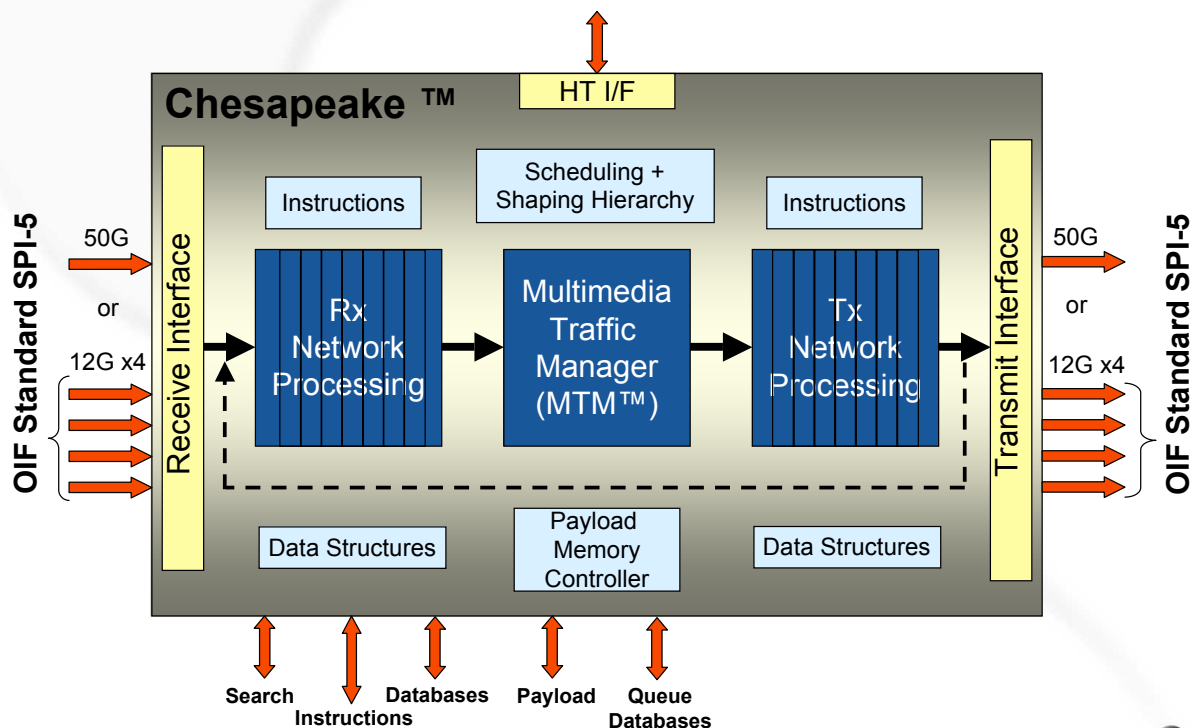 HT I/F
Chesapeake ™
Scheduling +
Shaping Hierarchy
Instructions
Instructions
OIF Standard SPI-5
50G
or
12G x4
Receive Interface
Rx
Network
Processing
Multimedia
Traffic
Manager
(MTM™)
Tx
Network
Processing
Transmit Interface
50G
or
12G x4
OIF Standard SPI-5
Data Structures
Payload
Memory
Controller
Data Structures
Search
Instructions
Databases
Payload
Queue
Databases